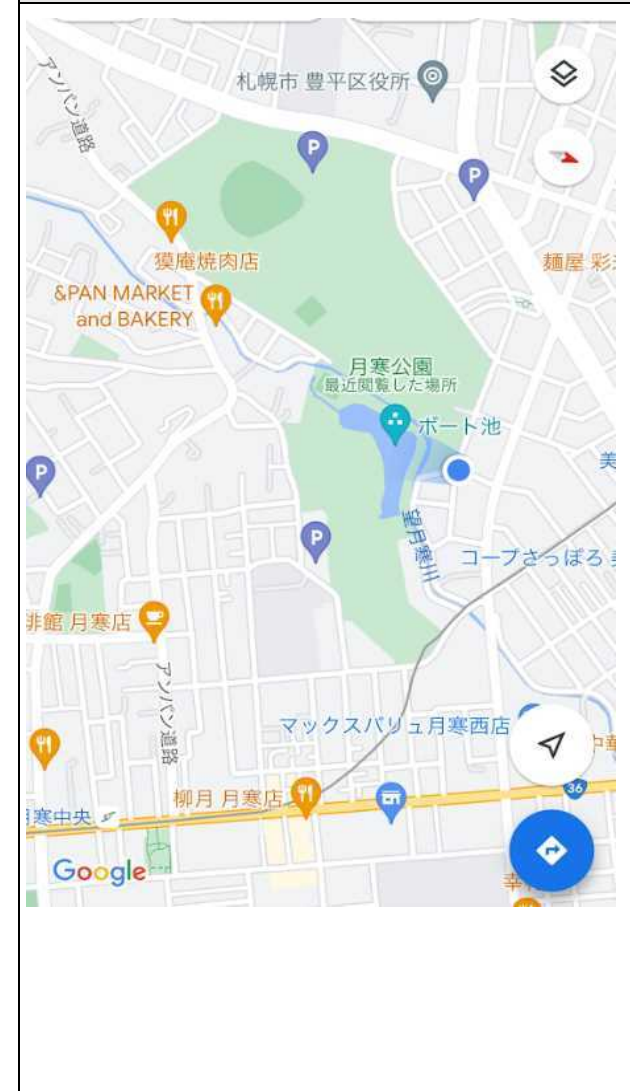 アンパン道路
札幌市 豊平区役所
P
P
獏庵焼肉店
麺屋 彩
&PAN MARKET
and BAKERY
月寒公園
最近閲覧した場所
ボート池
P
美
望月寒川
P
コープさっぽろ
館 月寒店
アンパン道路
マックスバリュ月寒西店
中華
36
柳月 月寒店
寒中央
Google
幸